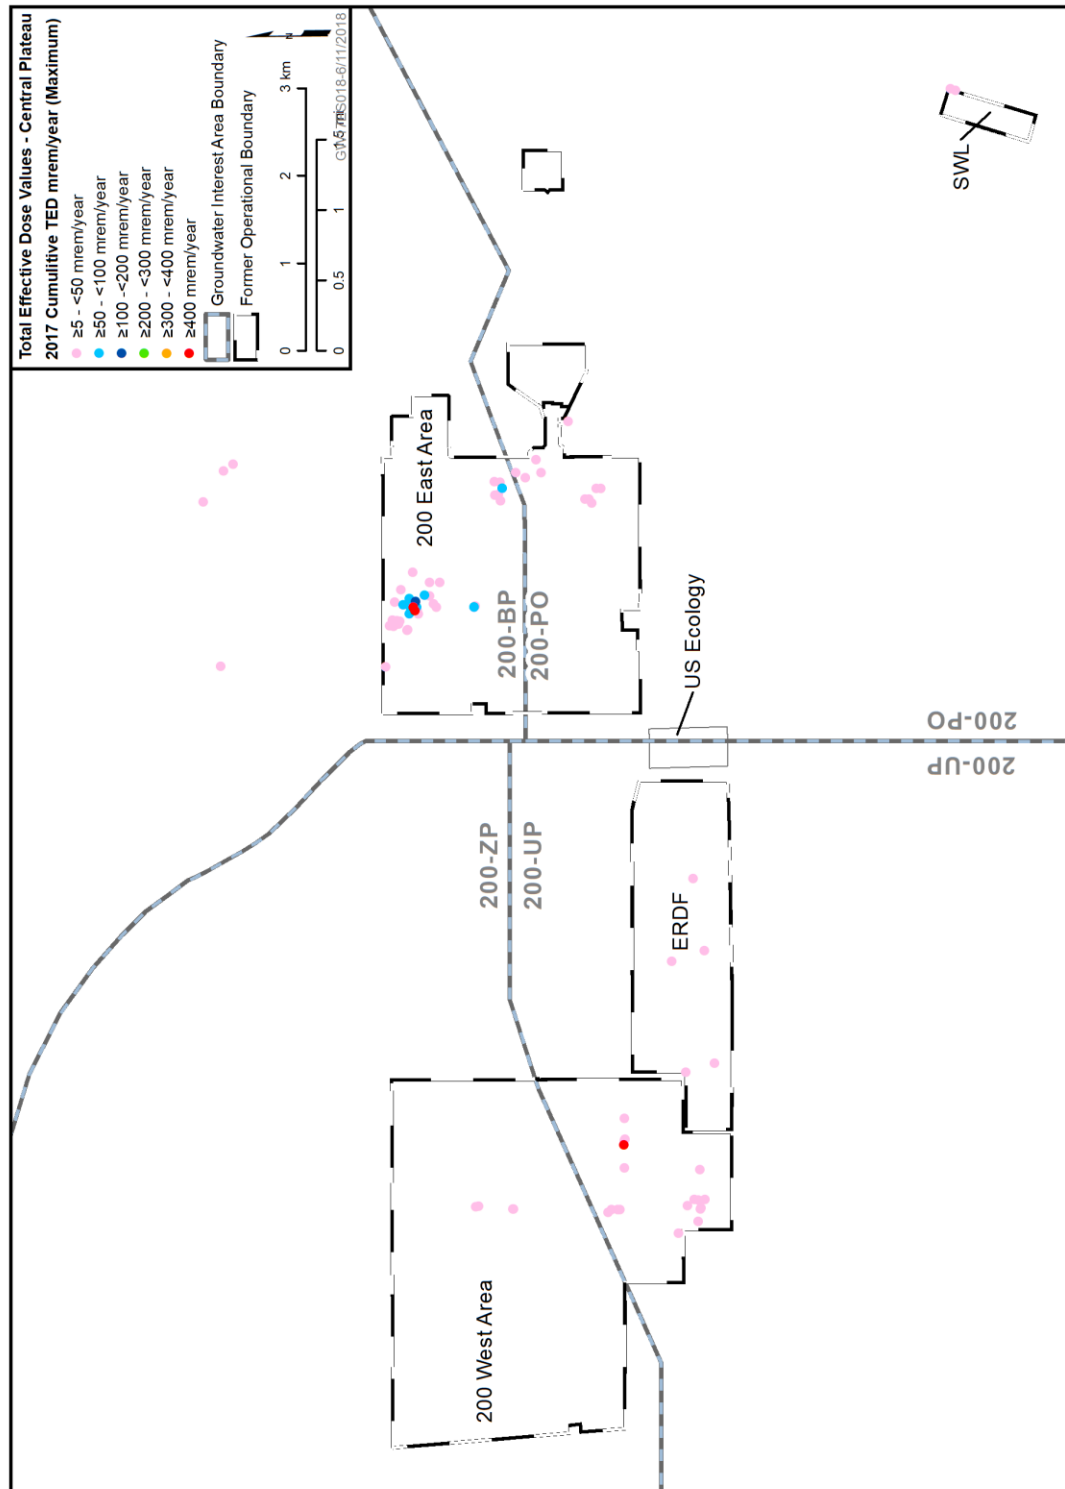 Total Effective Dose Values - Central Plateau
2017 Cumulitive TED mrem/year (Maximum)
≥5 - <50 mrem/year
≥50 - <100 mrem/year
≥100 -<200 mrem/year
≥200 - <300 mrem/year
≥300 - <400 mrem/year
≥400 mrem/year
Groundwater Interest Area Boundary
Former Operational Boundary
N
0 1 2 3 km
0 0.5 1 1.5 mi
200 West Area
200-ZP
200-UP
ERDF
US Ecology
200-UP
200-PO
200 East Area
200-BP
200-PO
SWL